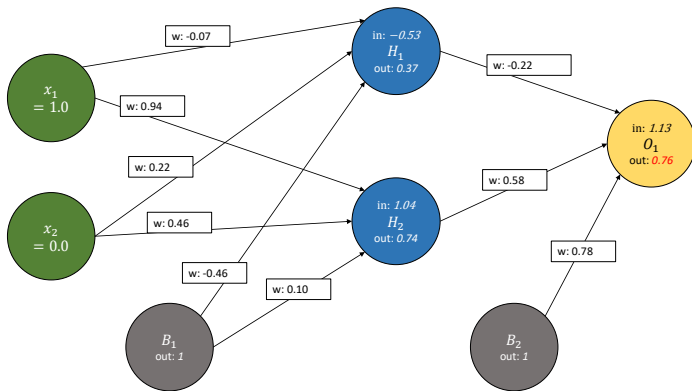 w: -0.07
in: −0.53
H₁
out: 0.37
w: -0.22
x₁
= 1.0
w: 0.94
in: 1.13
O₁
out: 0.76
w: 0.22
w: 0.58
in: 1.04
H₂
out: 0.74
x₂
= 0.0
w: 0.46
w: -0.46
w: 0.78
w: 0.10
B₁
out: 1
B₂
out: 1